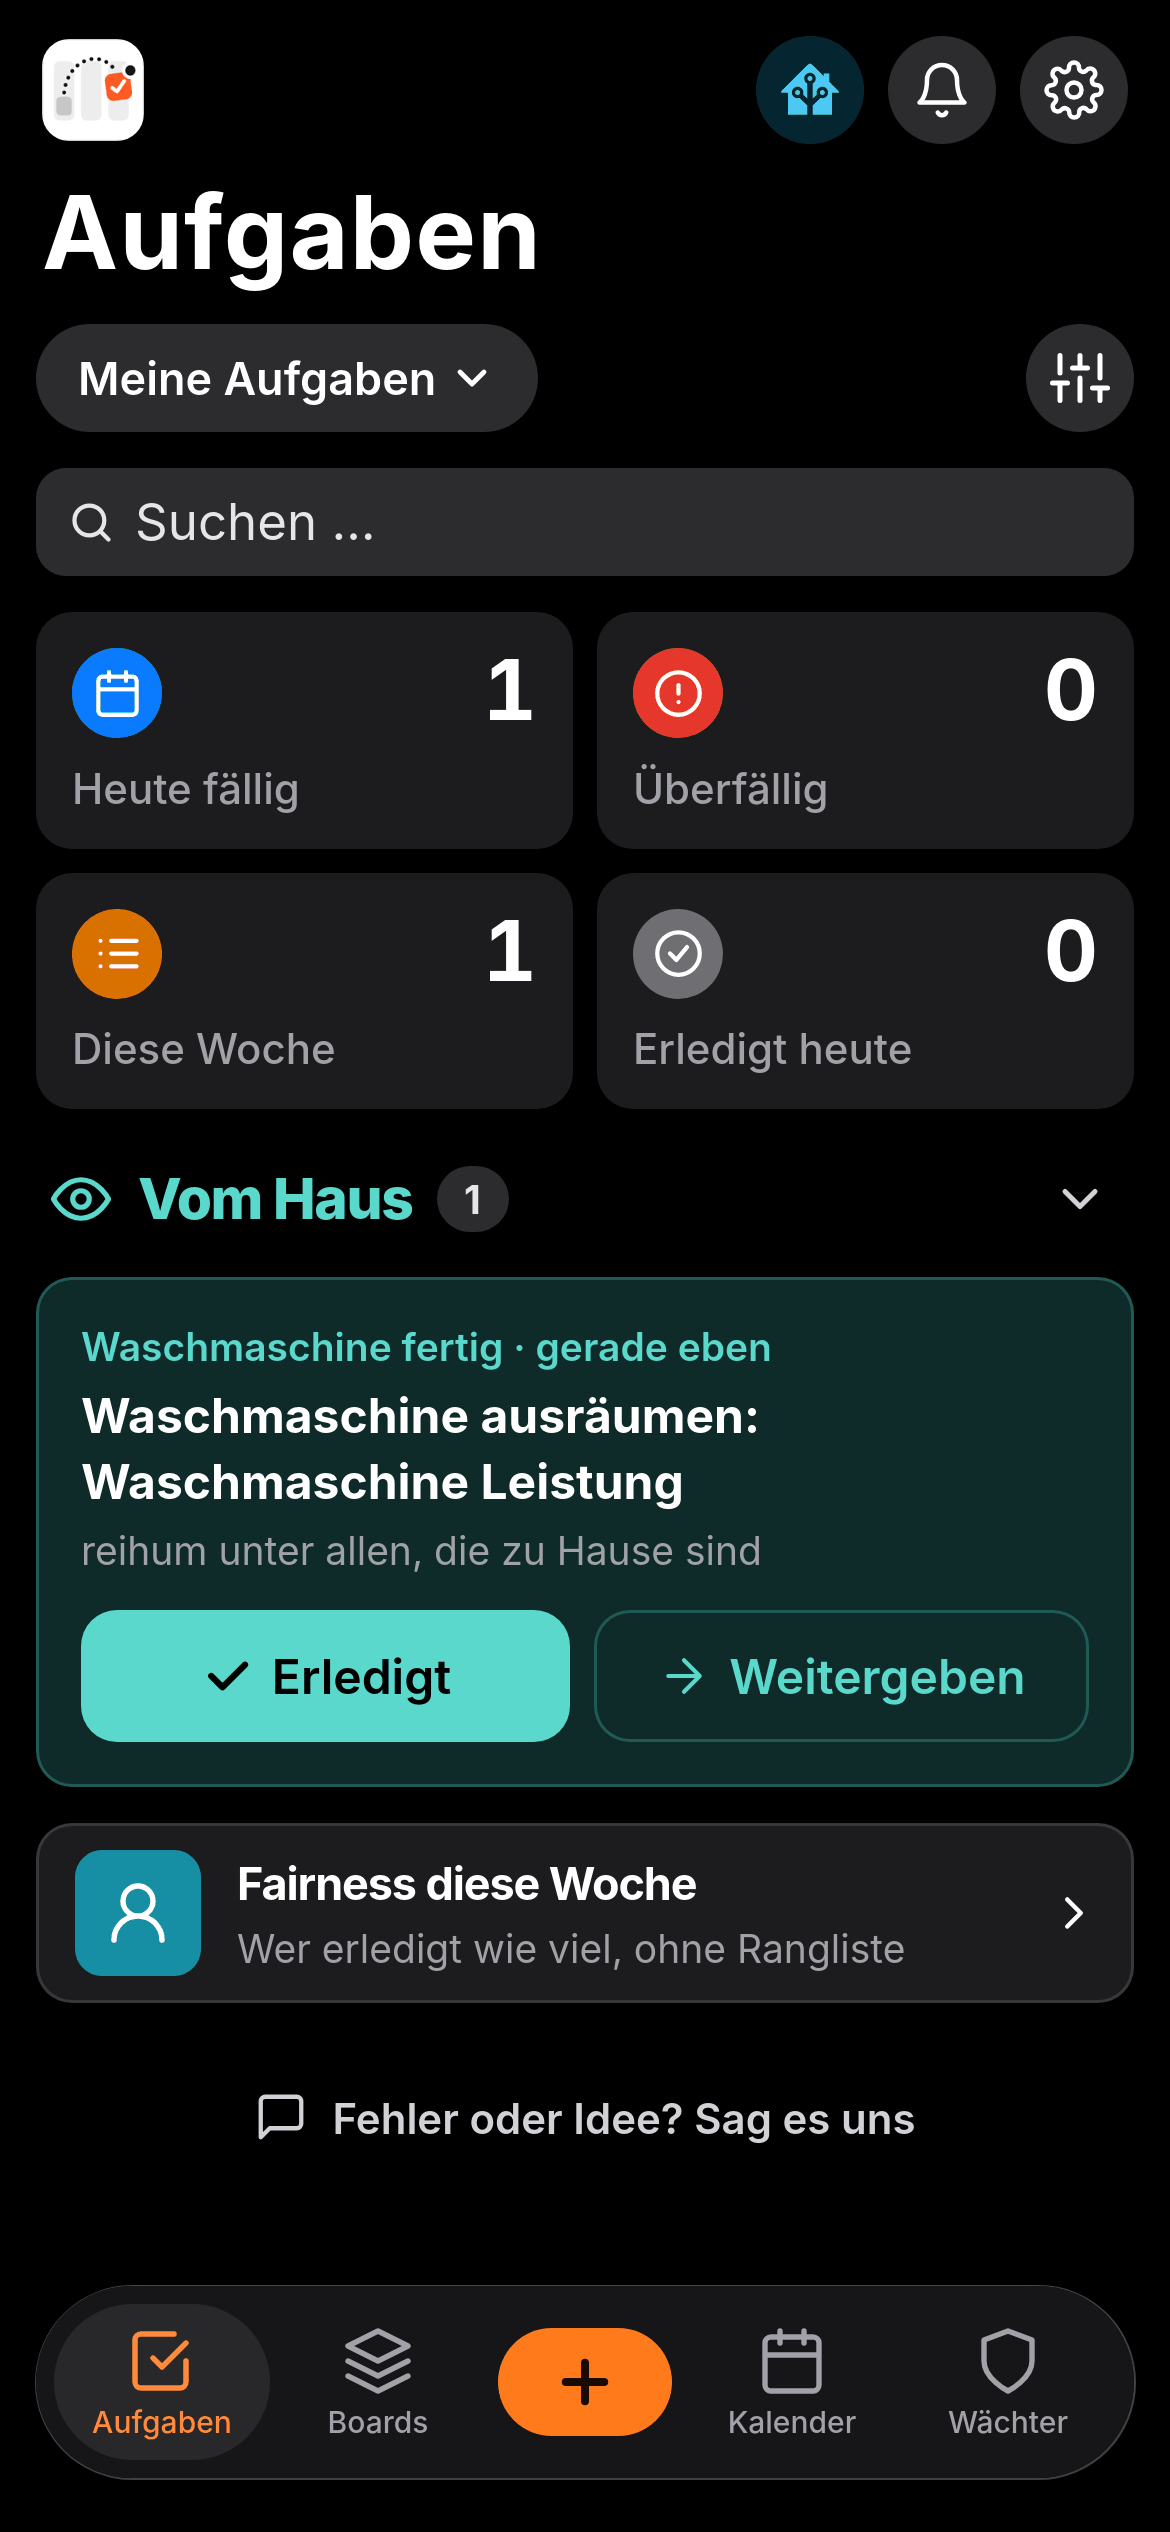 Aufgaben
Meine Aufgaben
Suchen ...
1
0
Heute fällig
Überfällig
1
0
Diese Woche
Erledigt heute
Vom Haus 1
Waschmaschine fertig · gerade eben
Waschmaschine ausräumen:
Waschmaschine Leistung
reihum unter allen, die zu Hause sind
Erledigt
Weitergeben
Fairness diese Woche
Wer erledigt wie viel, ohne Rangliste
Fehler oder Idee? Sag es uns
Aufgaben
Boards
Kalender
Wächter